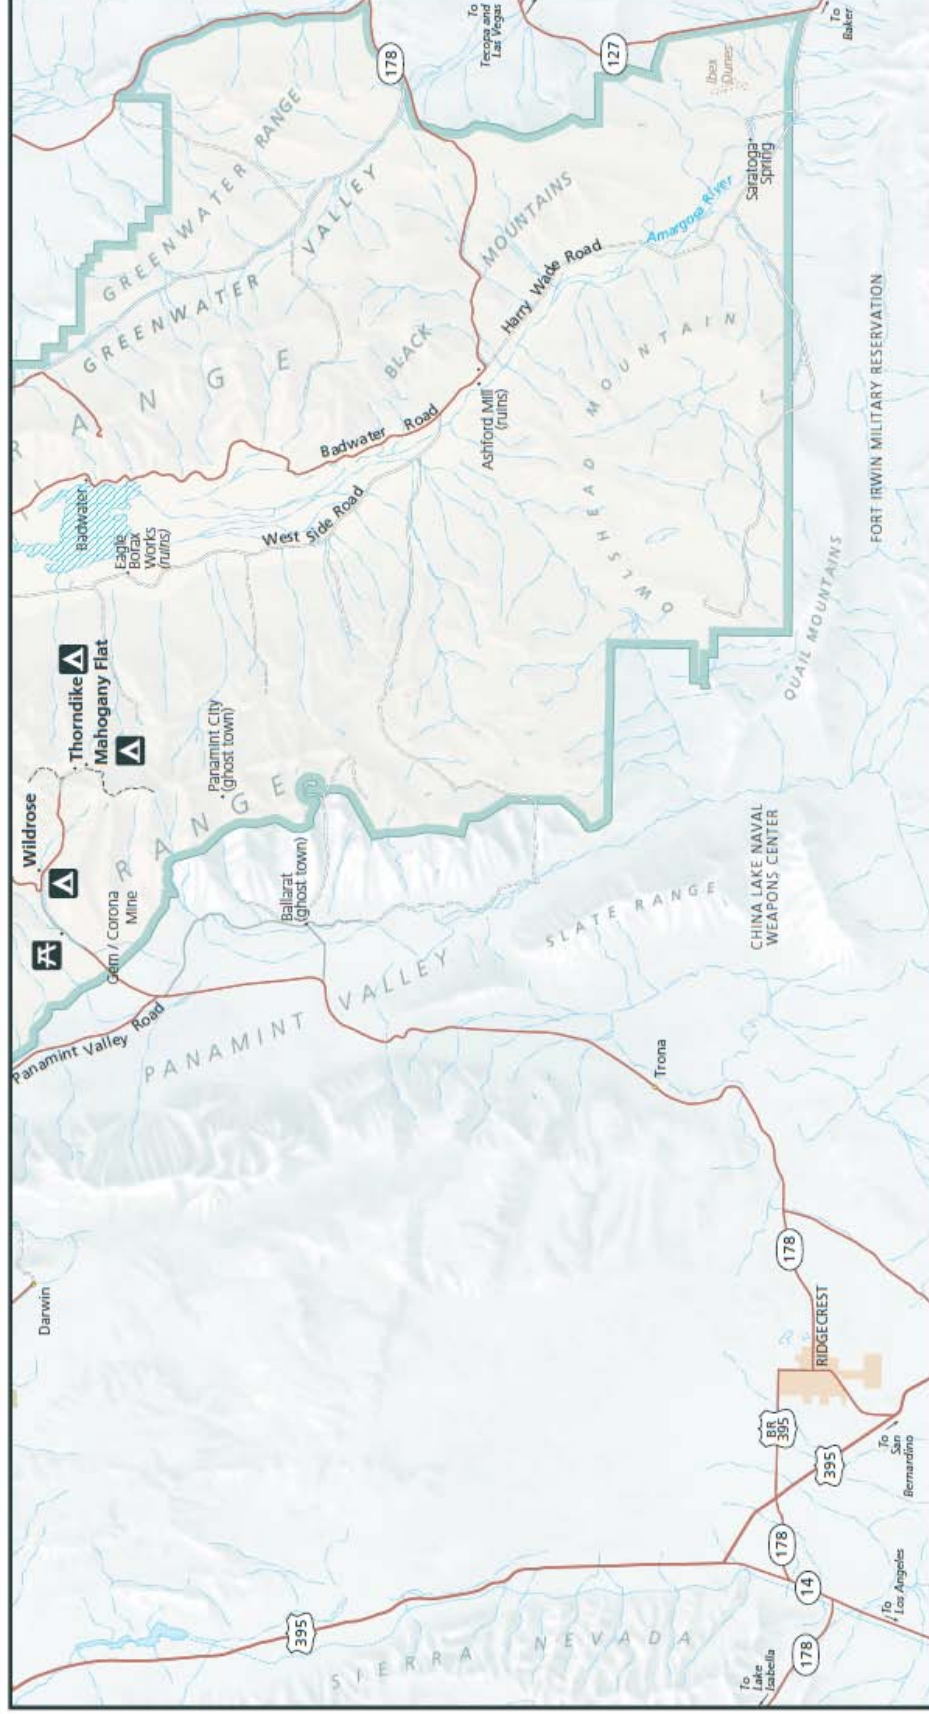 To
Tecopa and
Las Vegas
To
Baker
178
127
Ibex
Dunes
GREENWATER RANGE
GREENWATER VALLEY
Saratoga
Spring
Amargosa River
BLACK MOUNTAINS
Harry Wade Road
RANGE
Badwater Road
Ashford Mill
(ruins)
OWLSHEAD MOUNTAIN
FORT IRWIN MILITARY RESERVATION
Badwater
Eagle
Borax
Works
(ruins)
West Side Road
QUAIL MOUNTAINS
Thorndike
Mahogany Flat
Wildrose
Panamint City
(ghost town)
RANGE
Gem / Corona
Mine
Ballarat
(ghost town)
SLATE RANGE
CHINA LAKE NAVAL
WEAPONS CENTER
Panamint Valley Road
PANAMINT VALLEY
Trona
Darwin
178
RIDGECREST
BR
395
395
To
San
Bernardino
178
14
To
Los Angeles
395
SIERRA NEVADA
178
To
Lake
Isabella